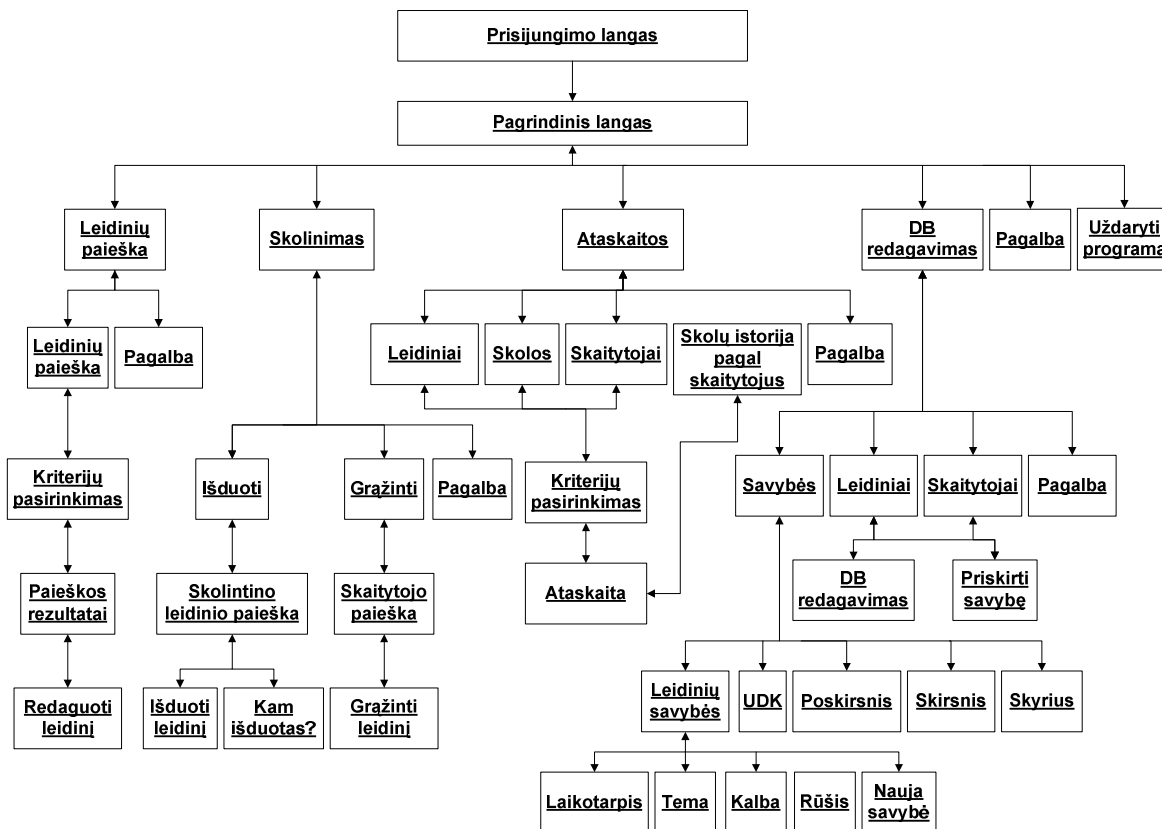 Prisijungimo langas
Pagrindinis langas
Leidinių
paieška
Skolinimas
Ataskaitos
DB
redagavimas
Pagalba
Uždaryti
programa
Leidinių
paieška
Pagalba
Leidiniai
Skolos
Skaitytojai
Skolų istorija
pagal
skaitytojus
Pagalba
Kriterijų
pasirinkimas
Išduoti
Grąžinti
Pagalba
Kriterijų
pasirinkimas
Savybės
Leidiniai
Skaitytojai
Pagalba
Paieškos
rezultatai
Skolintino
leidinio paieška
Skaitytojo
paieška
Ataskaita
DB
redagavimas
Priskirti
savybę
Redaguoti
leidinį
Išduoti
leidinį
Kam
išduotas?
Grąžinti
leidinį
Leidinių
savybės
UDK
Poskirsnis
Skirsnis
Skyrius
Laikotarpis
Tema
Kalba
Rūšis
Nauja
savybė